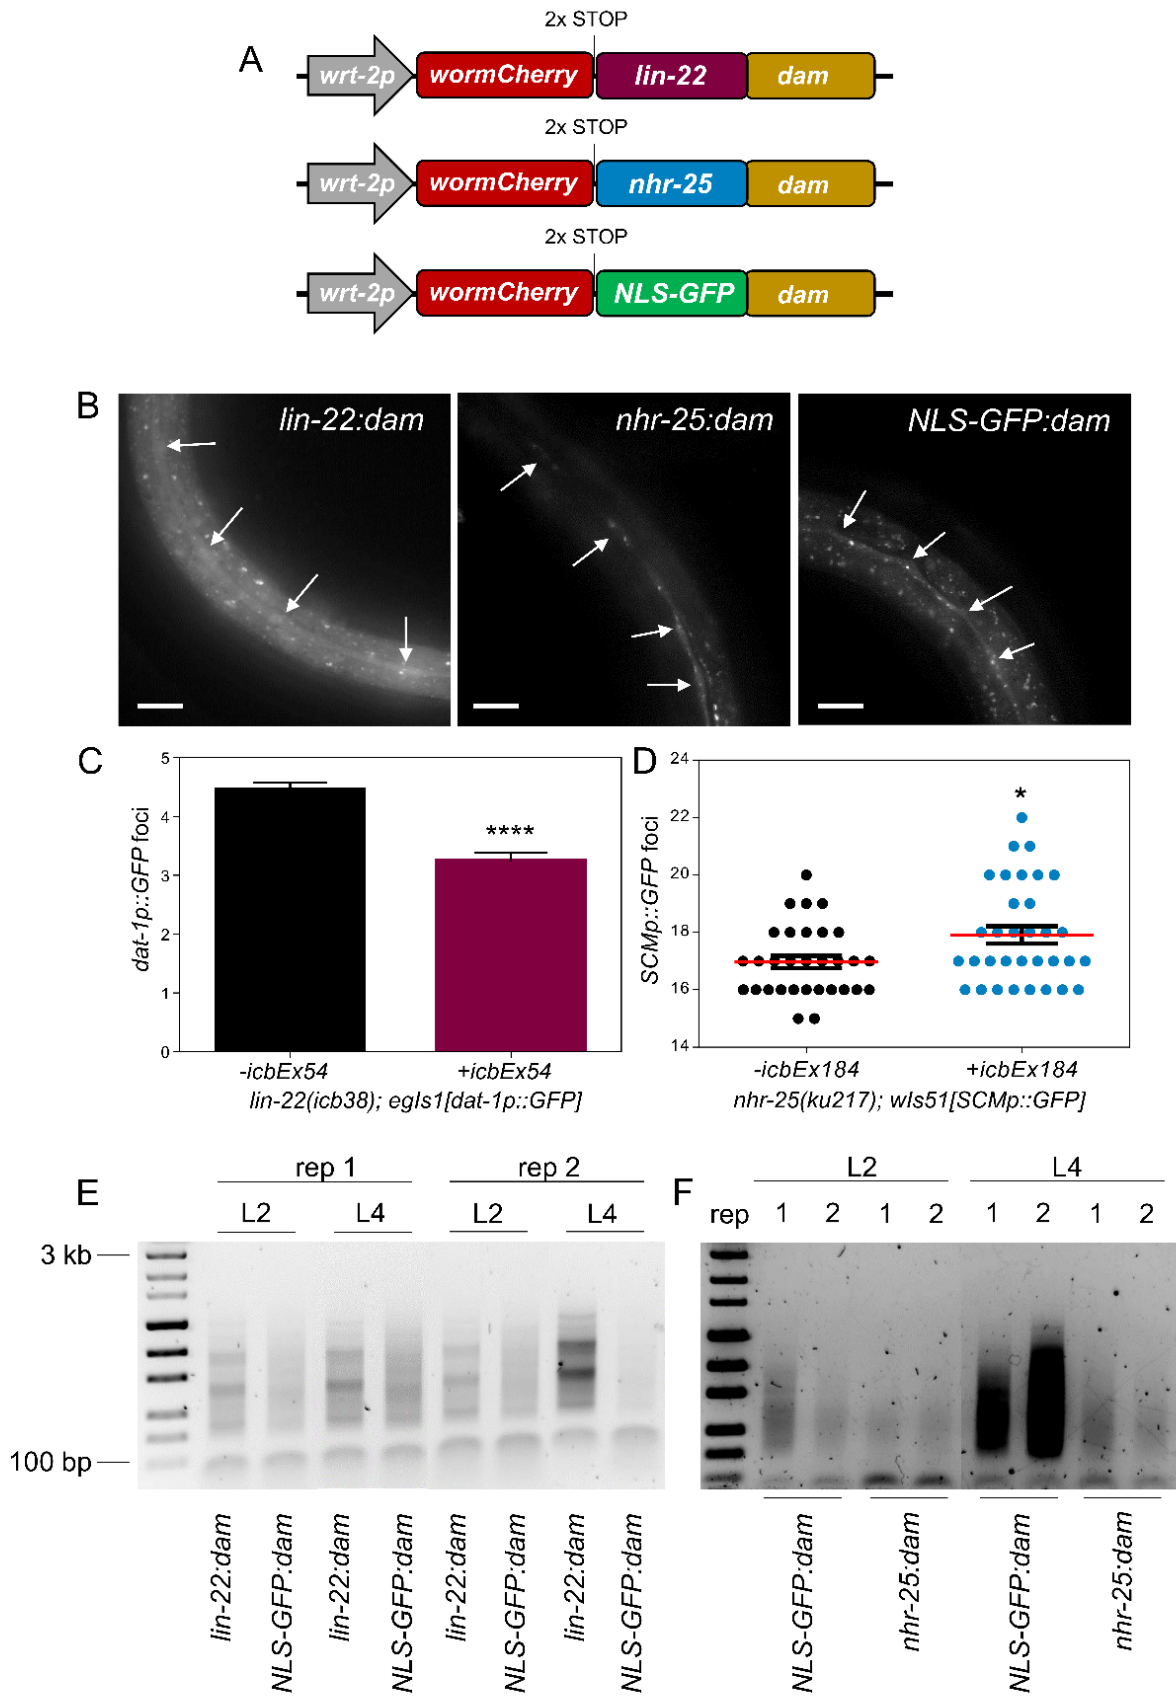 A
2x STOP
wrt-2p wormCherry lin-22 dam
2x STOP
wrt-2p wormCherry nhr-25 dam
2x STOP
wrt-2p wormCherry NLS-GFP dam
B
lin-22:dam nhr-25:dam NLS-GFP:dam
C
dat-1p::GFP foci
5
4
3
2
1
0
****
-icbEx54 +icbEx54
lin-22(icb38); egIs1[dat-1p::GFP]
D
SCMp::GFP foci
24
22
20
18
16
14
*
-icbEx184 +icbEx184
nhr-25(ku217); wIs51[SCMp::GFP]
E
rep 1 rep 2
L2 L4 L2 L4
3 kb
100 bp
lin-22:dam
NLS-GFP:dam
lin-22:dam
NLS-GFP:dam
lin-22:dam
NLS-GFP:dam
lin-22:dam
NLS-GFP:dam
F
L2 L4
rep 1 2 1 2 1 2 1 2
NLS-GFP:dam
nhr-25:dam
NLS-GFP:dam
nhr-25:dam